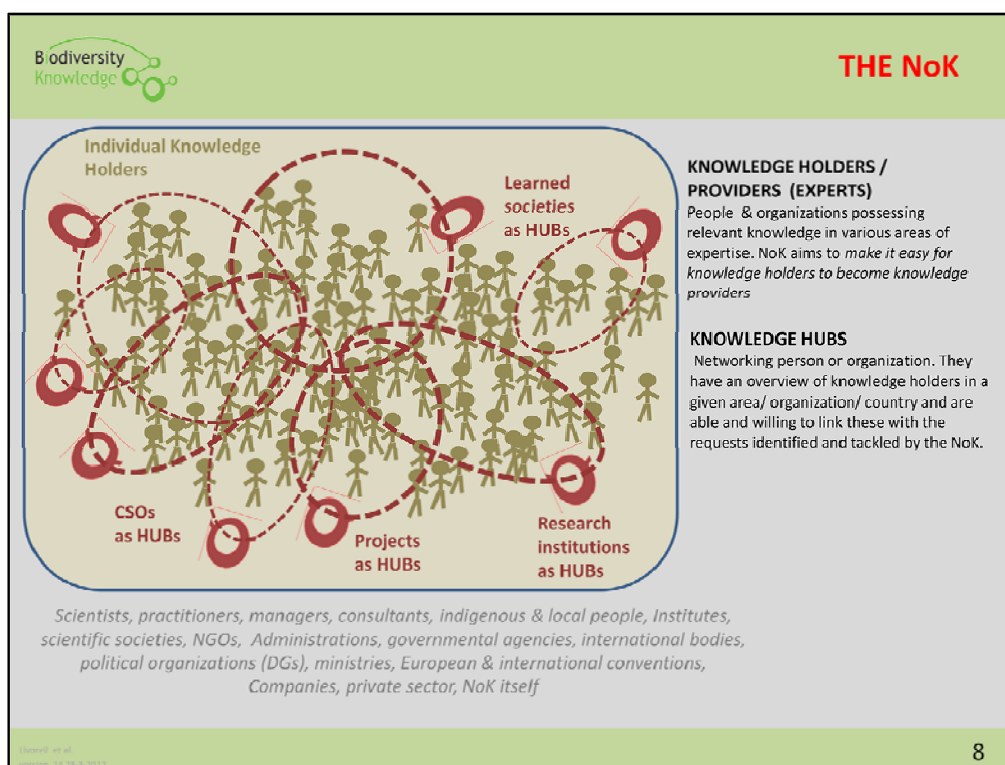 Biodiversity
Knowledge
THE NoK
Individual Knowledge
Holders
Learned
societies
as HUBs
CSOs
as HUBs
Projects
as HUBs
Research
institutions
as HUBs
KNOWLEDGE HOLDERS /
PROVIDERS (EXPERTS)
People & organizations possessing
relevant knowledge in various areas of
expertise. NoK aims to make it easy for
knowledge holders to become knowledge
providers
KNOWLEDGE HUBS
Networking person or organization. They
have an overview of knowledge holders in a
given area/ organization/ country and are
able and willing to link these with the
requests identified and tackled by the NoK.
Scientists, practitioners, managers, consultants, indigenous & local people, Institutes,
scientific societies, NGOs, Administrations, governmental agencies, international bodies,
political organizations (DGs), ministries, European & international conventions,
Companies, private sector, NoK itself
et al
8